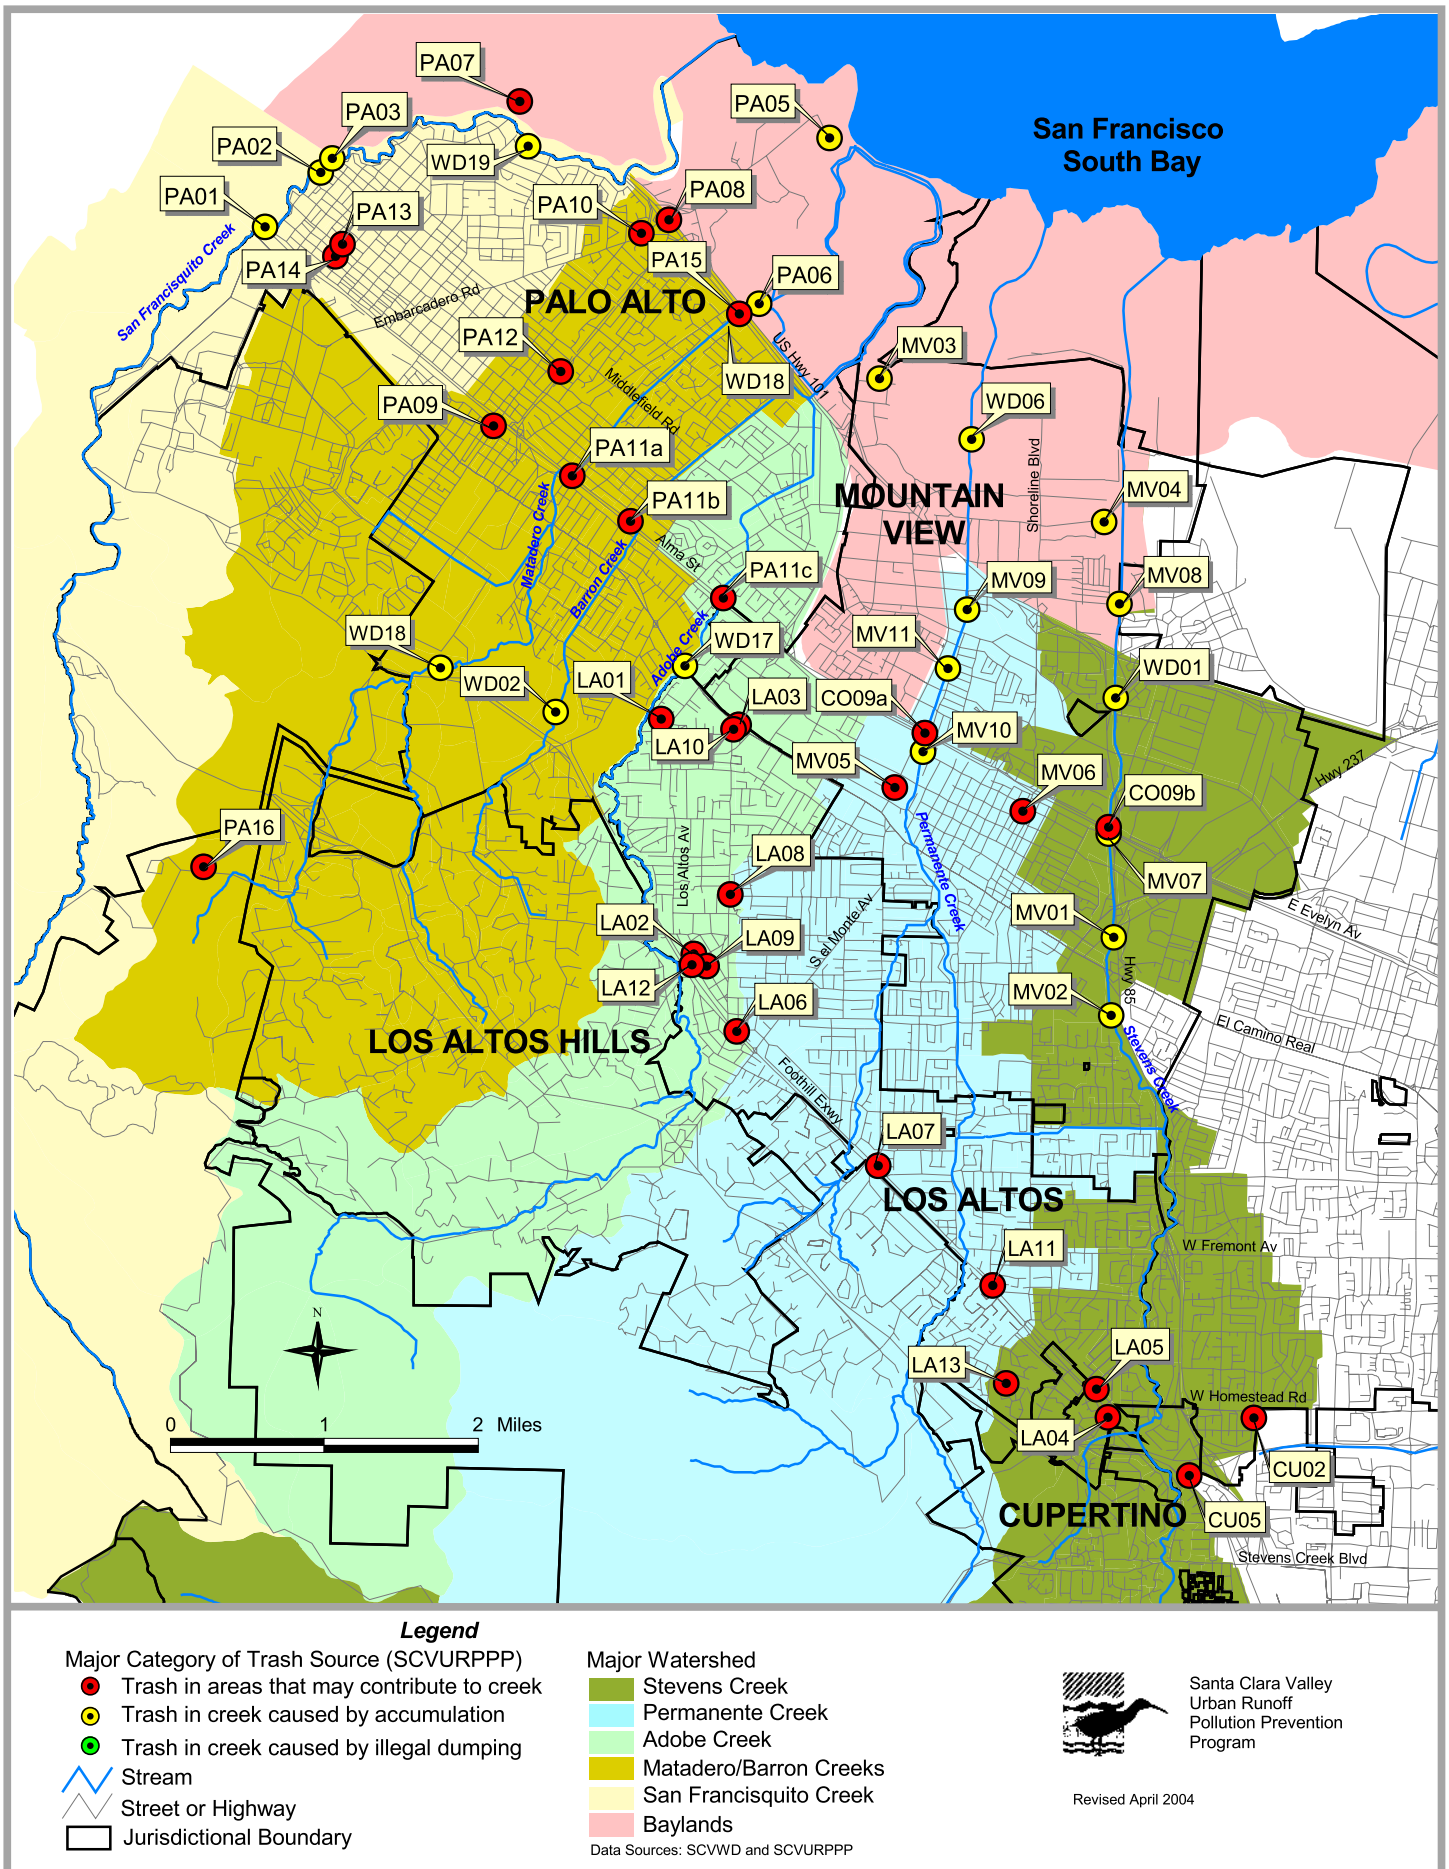 PA07
PA03
PA05
PA02
WD19
San Francisco
South Bay
PA01
PA13
PA10
PA08
San Francisquito Creek
PA14
PA15
PA06
Embarcadero Rd
PALO ALTO
PA12
US Hwy 101
MV03
WD18
Middlefield Rd
PA09
WD06
PA11a
Shoreline Blvd
PA11b
MOUNTAIN
VIEW
MV04
Matadero Creek
Barron Creek
Alma St
PA11c
MV09
MV08
Adobe Creek
WD18
WD17
MV11
WD01
WD02
LA01
LA03
CO09a
LA10
MV10
MV05
MV06
Hwy 237
CO09b
PA16
Los Altos Av
LA08
Permanente Creek
MV07
LA02
LA09
S el Monte Av
MV01
E Evelyn Av
LA12
LA06
Hwy 85
MV02
LOS ALTOS HILLS
El Camino Real
Stevens Creek
Foothill Exwy
LA07
LOS ALTOS
LA11
W Fremont Av
N
LA13
LA05
W Homestead Rd
0 1 2 Miles
LA04
CU02
CUPERTINO
CU05
Stevens Creek Blvd
Legend
Major Category of Trash Source (SCVURPPP)
Trash in areas that may contribute to creek
Trash in creek caused by accumulation
Trash in creek caused by illegal dumping
Stream
Street or Highway
Jurisdictional Boundary
Major Watershed
Stevens Creek
Permanente Creek
Adobe Creek
Matadero/Barron Creeks
San Francisquito Creek
Baylands
Data Sources: SCVWD and SCVURPPP
Santa Clara Valley
Urban Runoff
Pollution Prevention
Program
Revised April 2004